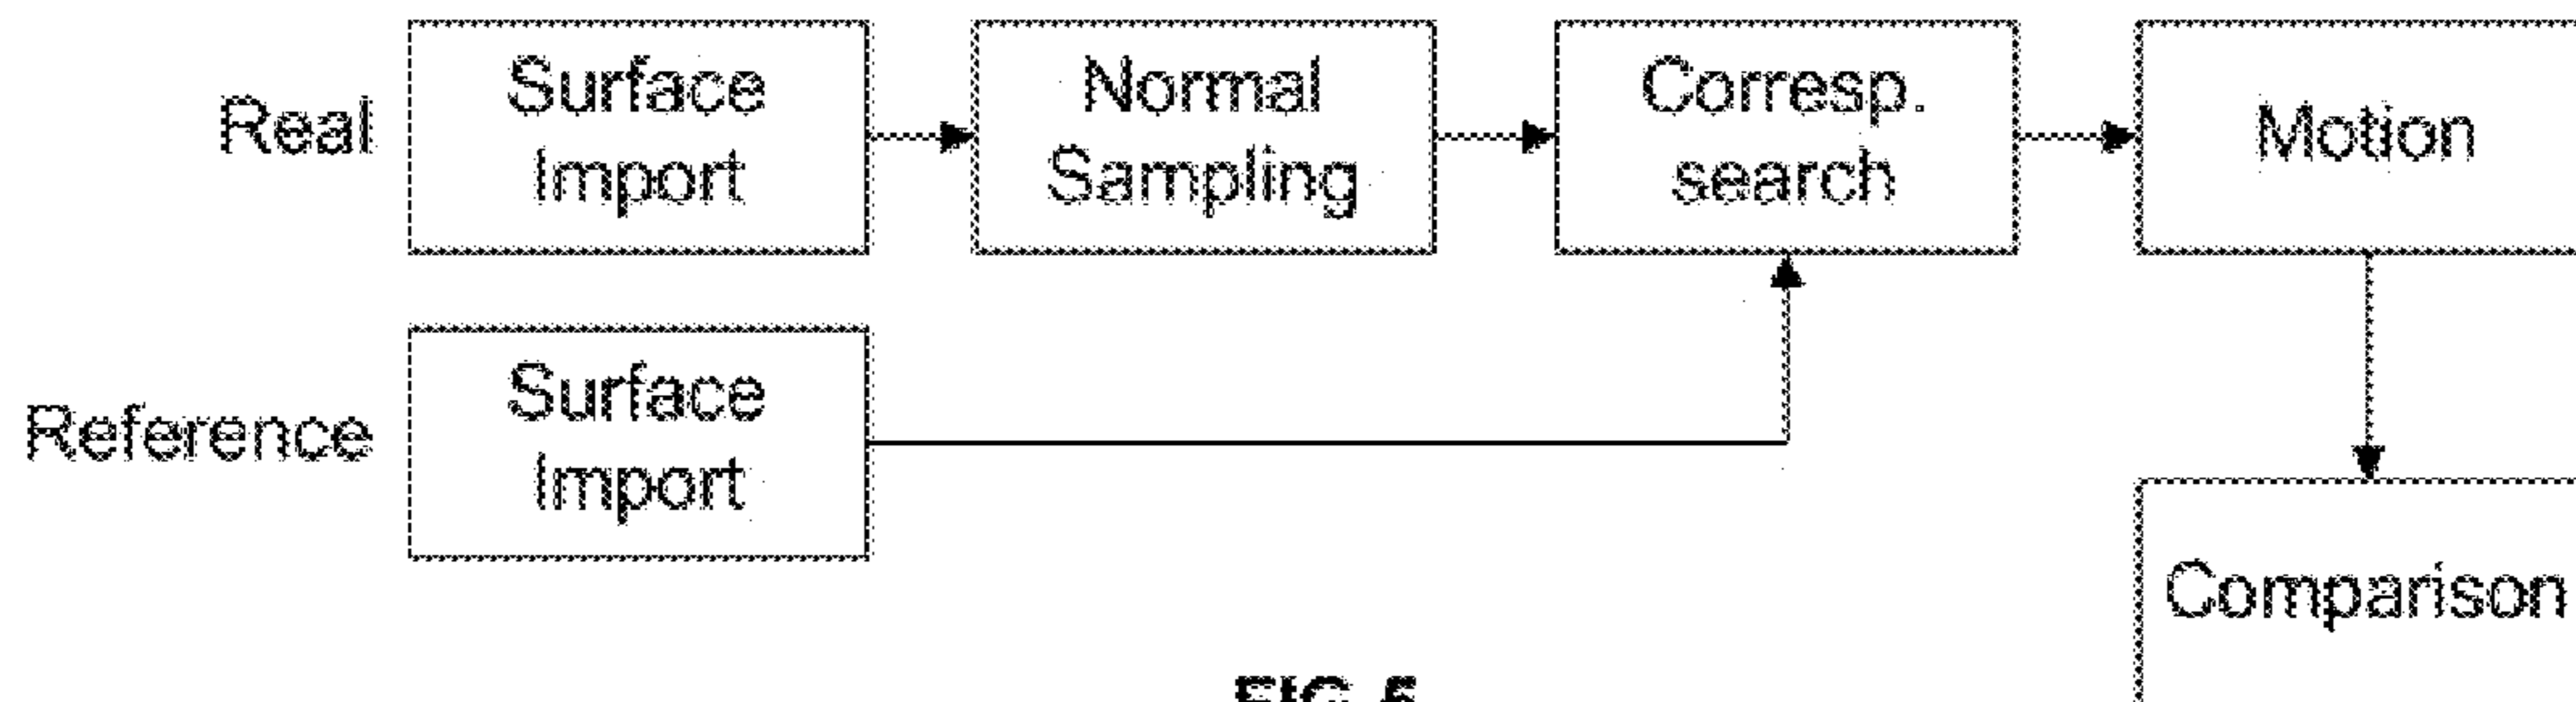 Real
Surface
Import
Normal
Sampling
Corresp.
search
Motion
Reference
Surface
Import
Comparison